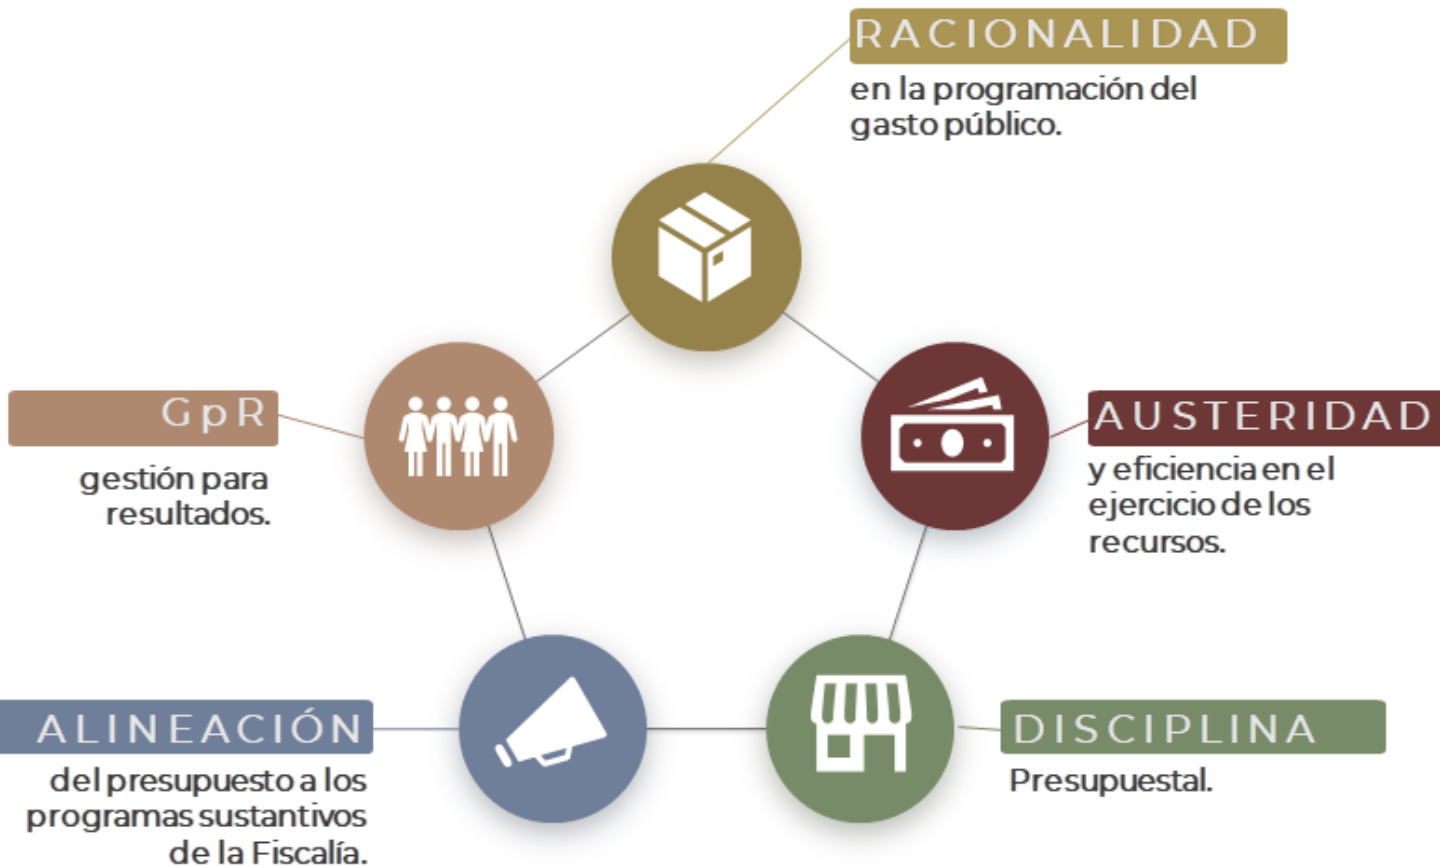 RACIONALIDAD
en la programación del
gasto público.
GpR
gestión para
resultados.
AUSTERIDAD
y eficiencia en el
ejercicio de los
recursos.
ALINEACIÓN
del presupuesto a los
programas sustantivos
de la Fiscalía.
DISCIPLINA
Presupuestal.